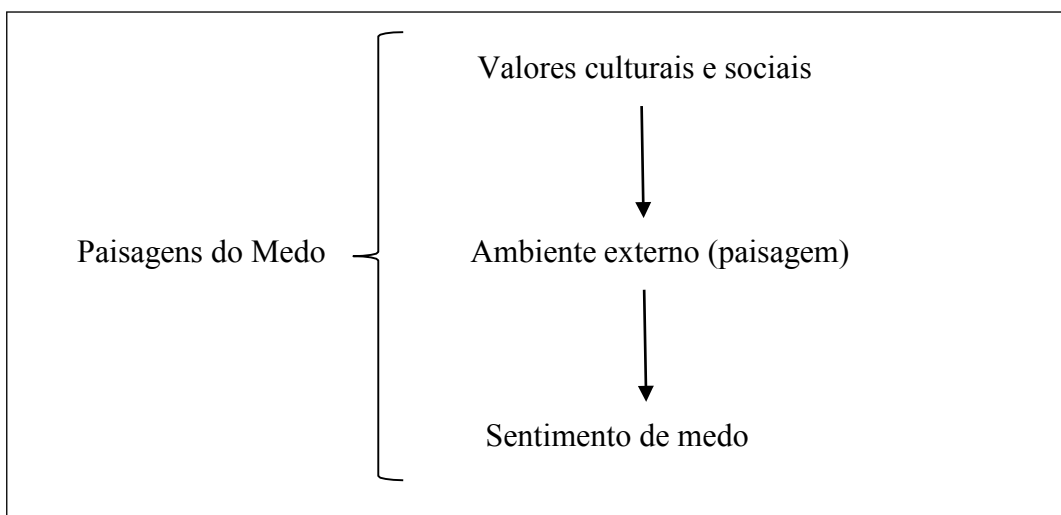 Valores culturais e sociais
Paisagens do Medo
Ambiente externo (paisagem)
Sentimento de medo